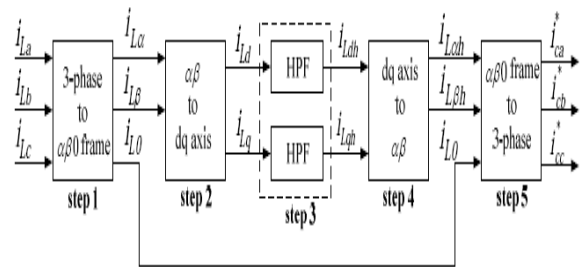 i_La
i_Lb
i_Lc
3-phase
to
αβ0 frame
step 1
i_Lα
i_Lβ
i_L0
αβ
to
dq axis
step 2
i_Ld
i_Lq
HPF
HPF
step 3
i_Ldh
i_Lqh
dq axis
to
αβ
step 4
i_Lαh
i_Lβh
i_L0
αβ0 frame
to
3-phase
step 5
i*_ca
i*_cb
i*_cc